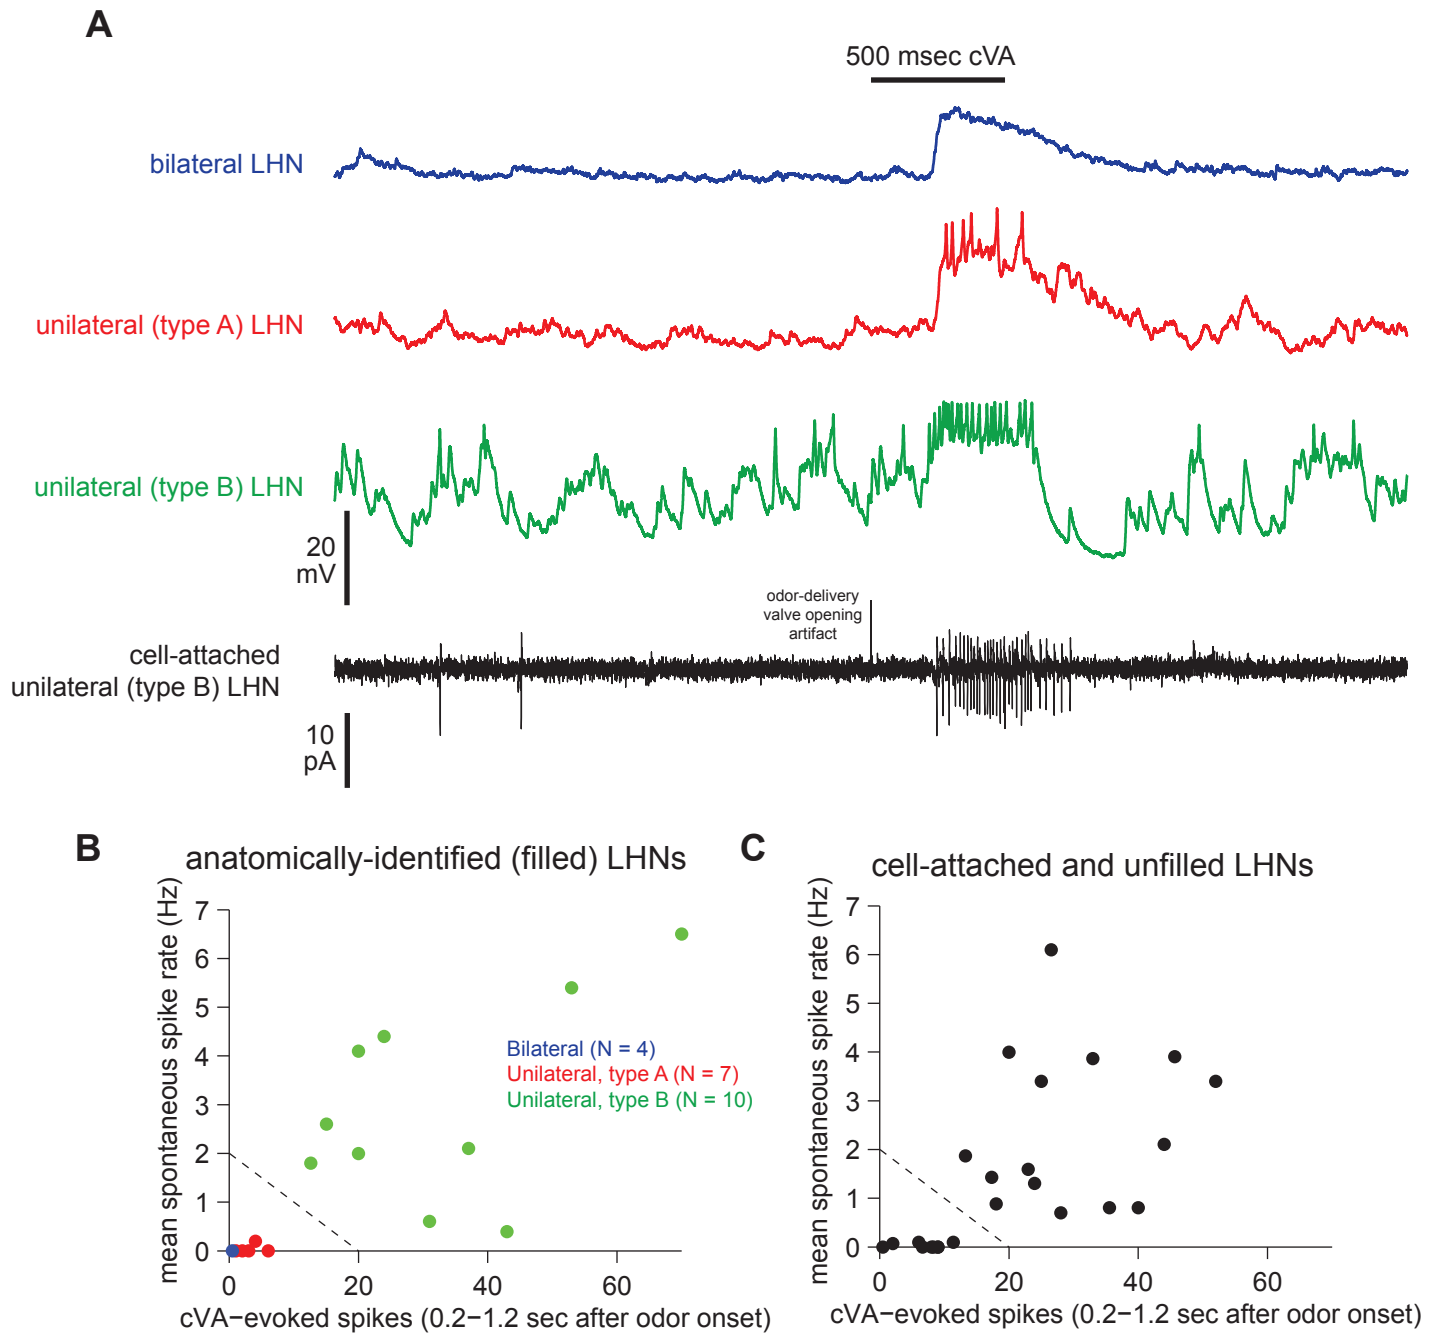 A
500 msec cVA
bilateral LHN
unilateral (type A) LHN
unilateral (type B) LHN
20
mV
odor-delivery
valve opening
artifact
cell-attached
unilateral (type B) LHN
10
pA
B
anatomically-identified (filled) LHNs
mean spontaneous spike rate (Hz)
7
6
5
4
3
2
1
0
Bilateral (N = 4)
Unilateral, type A (N = 7)
Unilateral, type B (N = 10)
0 20 40 60
cVA−evoked spikes (0.2−1.2 sec after odor onset)
C
cell-attached and unfilled LHNs
mean spontaneous spike rate (Hz)
7
6
5
4
3
2
1
0
0 20 40 60
cVA−evoked spikes (0.2−1.2 sec after odor onset)